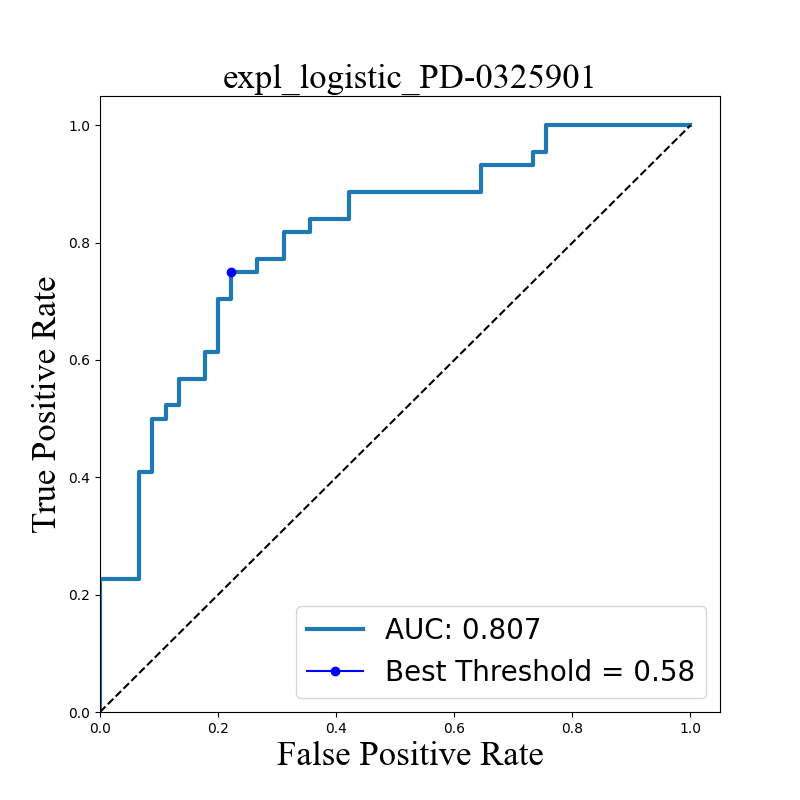 expl_logistic_PD-0325901
True Positive Rate
1.0
0.8
0.6
0.4
0.2
0.0
AUC: 0.807
Best Threshold = 0.58
0.0 0.2 0.4 0.6 0.8 1.0
False Positive Rate